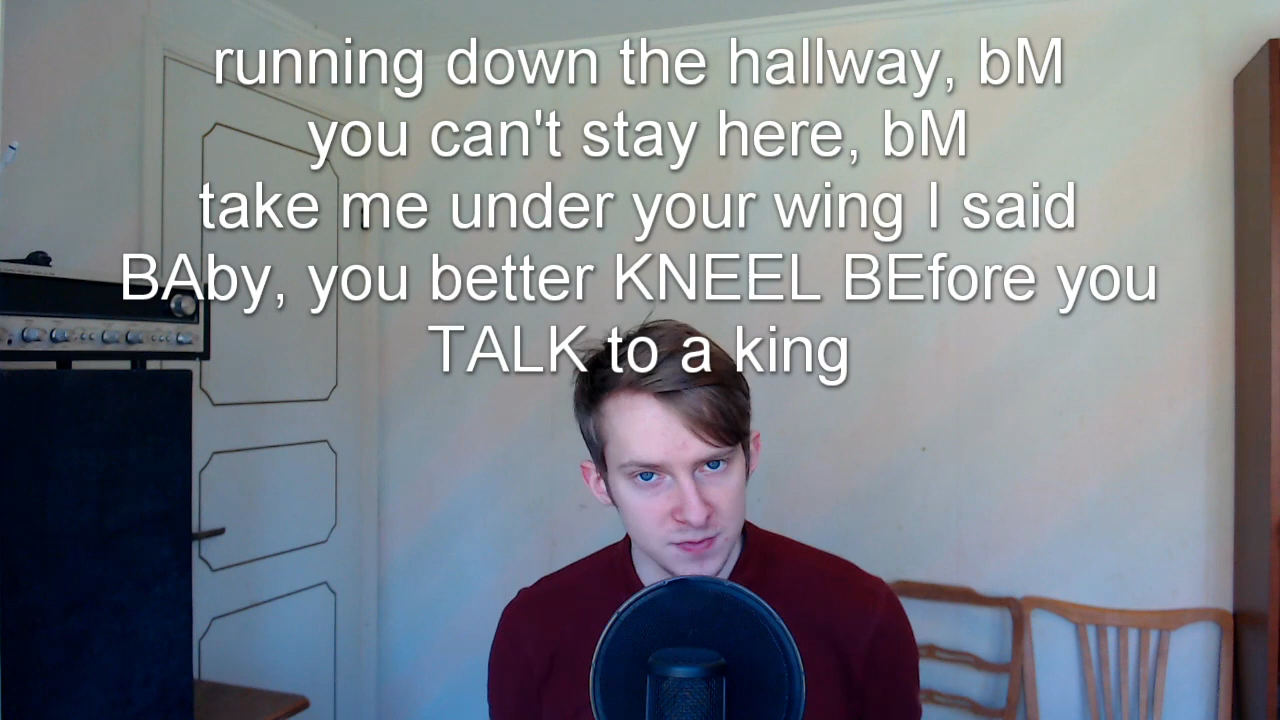 running down the hallway, bM
you can't stay here, bM
take me under your wing I said
BAby, you better KNEEL BEfore you
TALK to a king